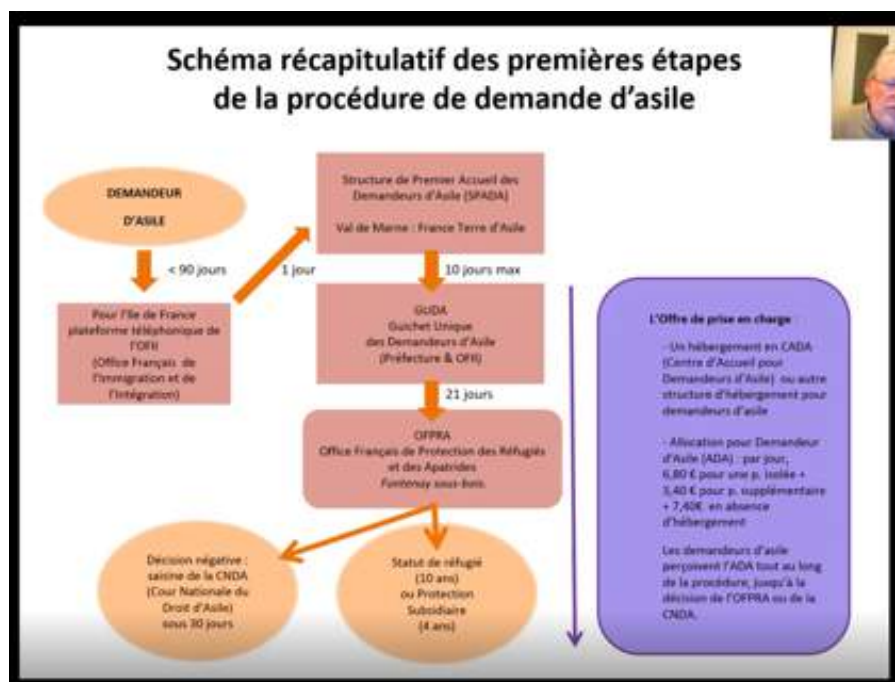 Schéma récapitulatif des premières étapes
de la procédure de demande d'asile
DEMANDEUR
D'ASILE
< 90 jours
Pour l'Ile de France
plateforme téléphonique de
l'OFII
(Office Français de
l'Immigration et de
l'Intégration)
1 jour
Structure de Premier Accueil des
Demandeurs d'Asile (SPADA)
Val de Marne : France Terre d'Asile
10 jours max
GUDA
Guichet Unique
des Demandeurs d'Asile
(Préfecture & OFII)
21 jours
OFPRA
Office Français de Protection des Réfugiés
et des Apatrides
Fontenay sous-bois
Décision négative :
saisine de la CNDA
(Cour Nationale du
Droit d'Asile)
sous 30 jours
Statut de réfugié
(10 ans)
ou Protection
Subsidiaire
(4 ans)
L'Offre de prise en charge :
- Un hébergement en CADA
(Centre d'Accueil pour
Demandeurs d'Asile) ou autre
structure d'hébergement pour
demandeurs d'asile
- Allocation pour Demandeur
d'Asile (ADA) : par jour,
6,80 € pour une p. isolée +
3,40 € pour p. supplémentaire
+ 7,40€ en absence
d'hébergement
Les demandeurs d'asile
perçoivent l'ADA tout au long
de la procédure, jusqu'à la
décision de l'OFPRA ou de la
CNDA.